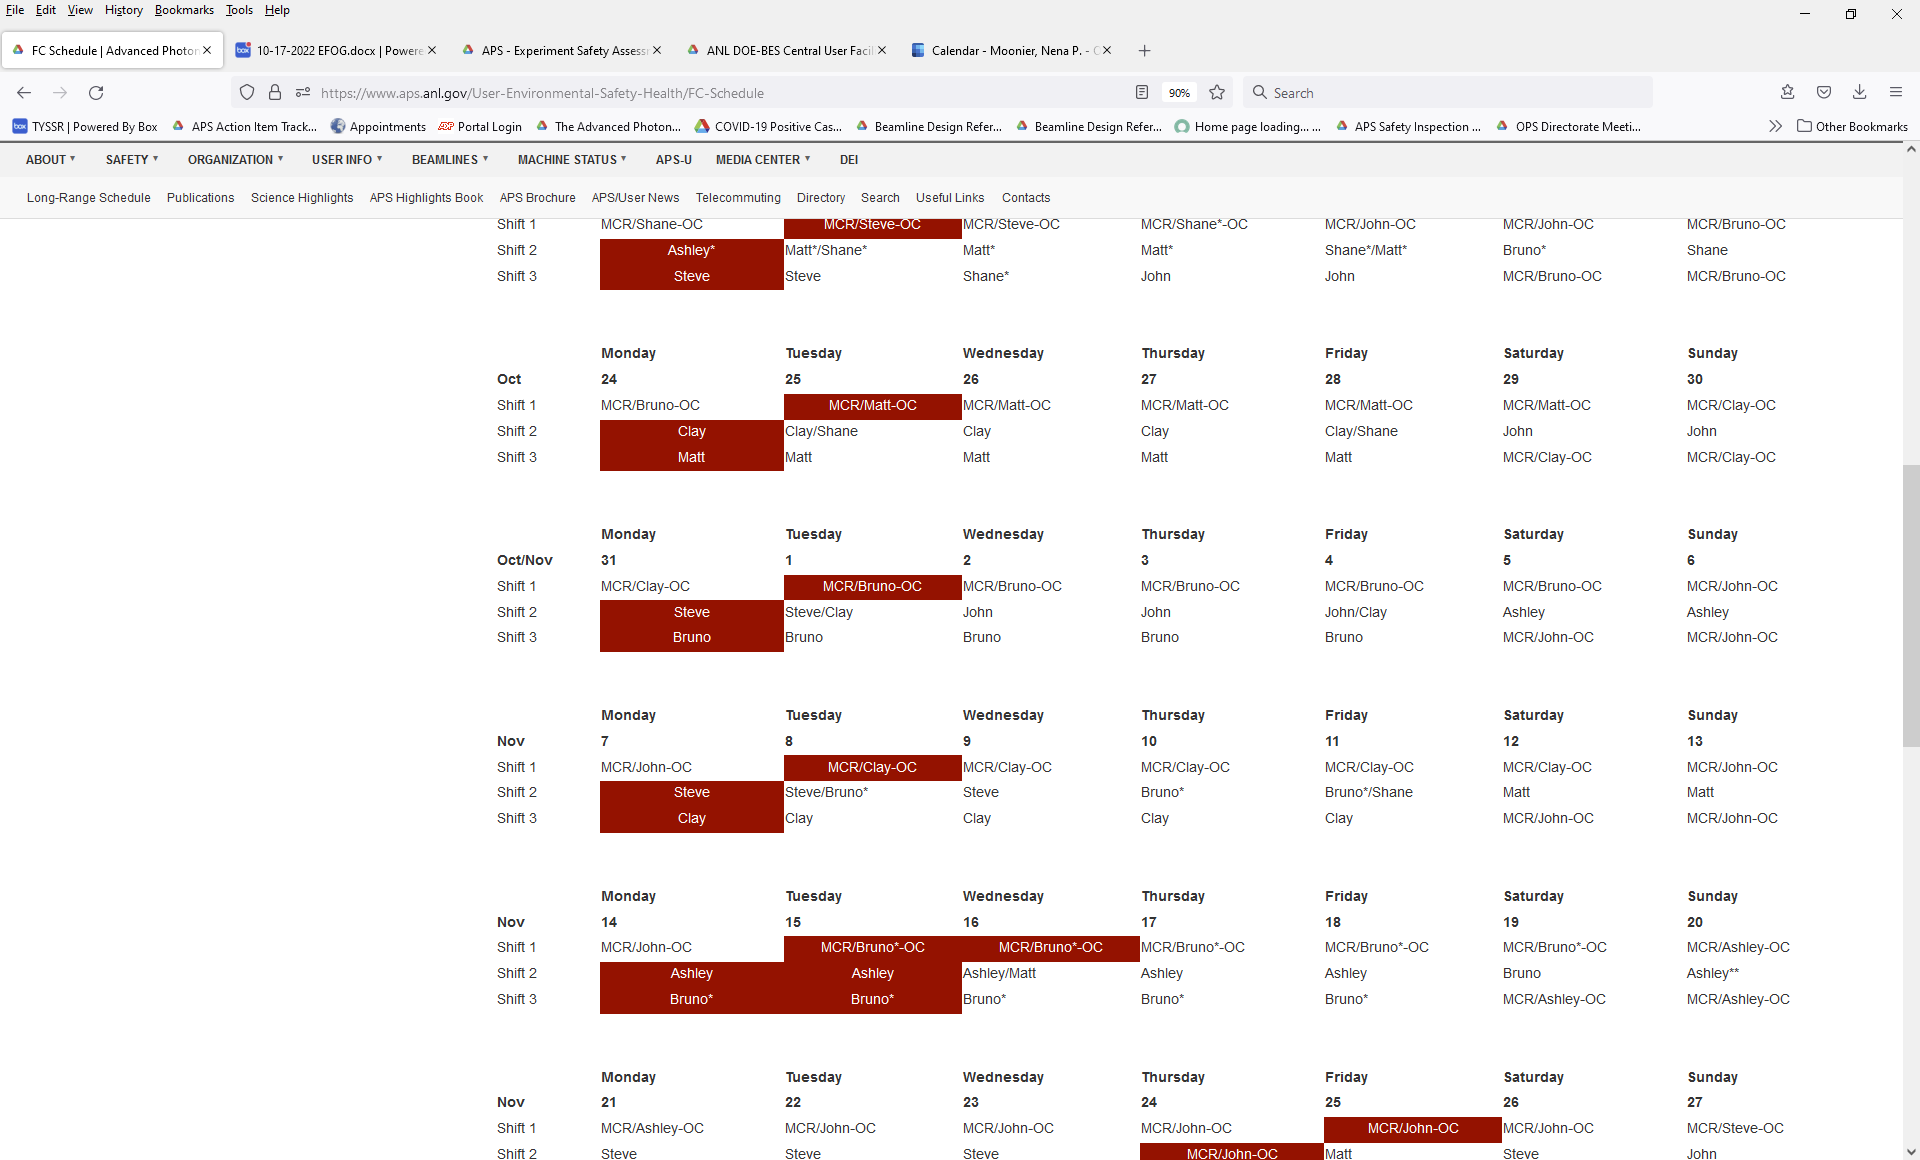 File Edit View History Bookmarks Tools Help
FC Schedule | Advanced Photon 10-17-2022 EFOG.docx | Powere APS - Experiment Safety Assess ANL DOE-BES Central User Facil Calendar - Moonier, Nena P. - O
https://www.aps.anl.gov/User-Environmental-Safety-Health/FC-Schedule 90% Search
TYSSR | Powered By Box APS Action Item Track... Appointments Portal Login The Advanced Photon... COVID-19 Positive Cas... Beamline Design Refer... Beamline Design Refer... Home page loading... ... APS Safety Inspection ... OPS Directorate Meeti... Other Bookmarks
ABOUT SAFETY ORGANIZATION USER INFO BEAMLINES MACHINE STATUS APS-U MEDIA CENTER DEI
Long-Range Schedule Publications Science Highlights APS Highlights Book APS Brochure APS/User News Telecommuting Directory Search Useful Links Contacts
Shift 1 MCR/Shane-OC MCR/Steve-OC MCR/Steve-OC MCR/Shane*-OC MCR/John-OC MCR/John-OC MCR/Bruno-OC
Shift 2 Ashley* Matt*/Shane* Matt* Matt* Shane*/Matt* Bruno* Shane
Shift 3 Steve Steve Shane* John John MCR/Bruno-OC MCR/Bruno-OC
Monday Tuesday Wednesday Thursday Friday Saturday Sunday
Oct 24 25 26 27 28 29 30
Shift 1 MCR/Bruno-OC MCR/Matt-OC MCR/Matt-OC MCR/Matt-OC MCR/Matt-OC MCR/Matt-OC MCR/Clay-OC
Shift 2 Clay Clay/Shane Clay Clay Clay/Shane John John
Shift 3 Matt Matt Matt Matt Matt MCR/Clay-OC MCR/Clay-OC
Monday Tuesday Wednesday Thursday Friday Saturday Sunday
Oct/Nov 31 1 2 3 4 5 6
Shift 1 MCR/Clay-OC MCR/Bruno-OC MCR/Bruno-OC MCR/Bruno-OC MCR/Bruno-OC MCR/Bruno-OC MCR/John-OC
Shift 2 Steve Steve/Clay John John John/Clay Ashley Ashley
Shift 3 Bruno Bruno Bruno Bruno Bruno MCR/John-OC MCR/John-OC
Monday Tuesday Wednesday Thursday Friday Saturday Sunday
Nov 7 8 9 10 11 12 13
Shift 1 MCR/John-OC MCR/Clay-OC MCR/Clay-OC MCR/Clay-OC MCR/Clay-OC MCR/Clay-OC MCR/John-OC
Shift 2 Steve Steve/Bruno* Steve Bruno* Bruno*/Shane Matt Matt
Shift 3 Clay Clay Clay Clay Clay MCR/John-OC MCR/John-OC
Monday Tuesday Wednesday Thursday Friday Saturday Sunday
Nov 14 15 16 17 18 19 20
Shift 1 MCR/John-OC MCR/Bruno*-OC MCR/Bruno*-OC MCR/Bruno*-OC MCR/Bruno*-OC MCR/Bruno*-OC MCR/Ashley-OC
Shift 2 Ashley Ashley Ashley/Matt Ashley Ashley Bruno Ashley**
Shift 3 Bruno* Bruno* Bruno* Bruno* Bruno* MCR/Ashley-OC MCR/Ashley-OC
Monday Tuesday Wednesday Thursday Friday Saturday Sunday
Nov 21 22 23 24 25 26 27
Shift 1 MCR/Ashley-OC MCR/John-OC MCR/John-OC MCR/John-OC MCR/John-OC MCR/John-OC MCR/Steve-OC
Shift 2 Steve Steve Steve MCR/John-OC Matt Steve John